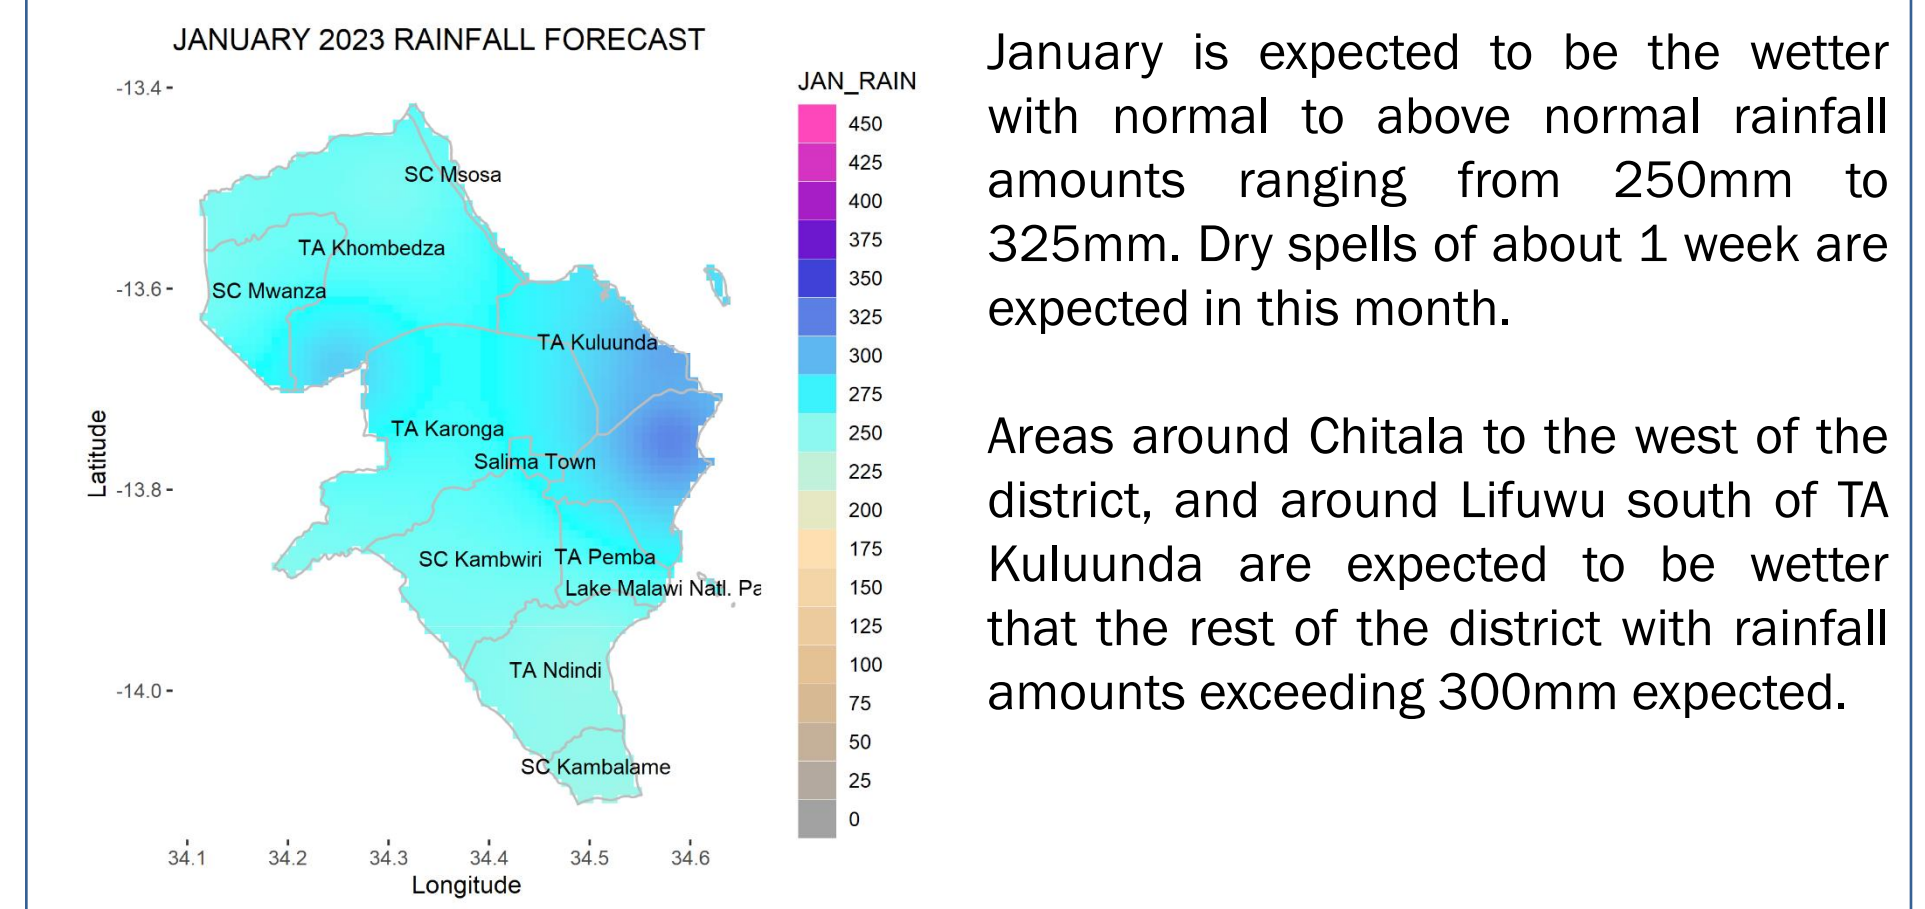 JANUARY 2023 RAINFALL FORECAST
-13.4
-13.6
-13.8
-14.0
Latitude
SC Msosa
TA Khombedza
SC Mwanza
TA Kuluunda
TA Karonga
Salima Town
SC Kambwiri
TA Pemba
Lake Malawi Natl. Pa
TA Ndindi
SC Kambalame
34.1
34.2
34.3
34.4
34.5
34.6
Longitude
JAN_RAIN
450
425
400
375
350
325
300
275
250
225
200
175
150
125
100
75
50
25
0
January is expected to be the wetter
with normal to above normal rainfall
amounts ranging from 250mm to
325mm. Dry spells of about 1 week are
expected in this month.
Areas around Chitala to the west of the
district, and around Lifuwu south of TA
Kuluunda are expected to be wetter
that the rest of the district with rainfall
amounts exceeding 300mm expected.